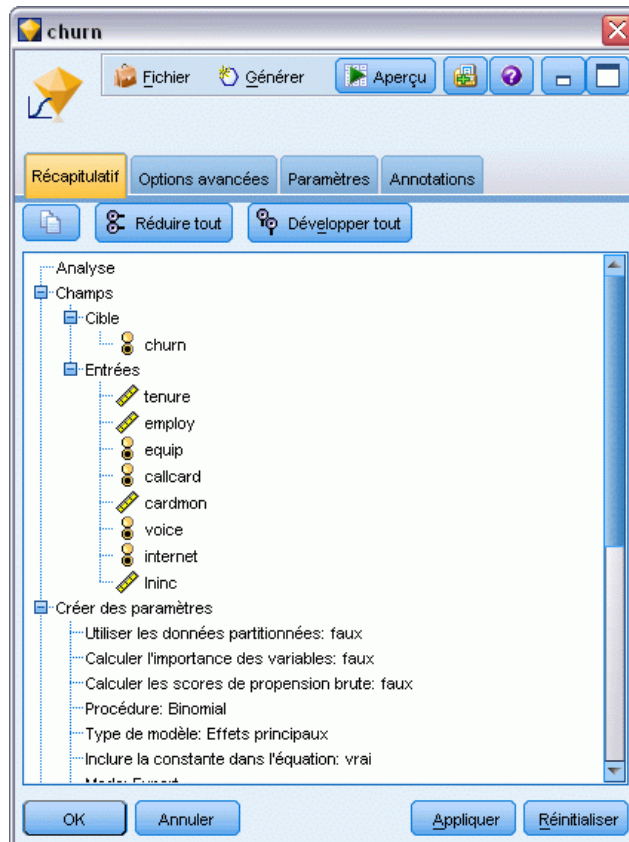 churn
Fichier Générer Aperçu
Récapitulatif Options avancées Paramètres Annotations
Réduire tout Développer tout
Analyse
Champs
Cible
churn
Entrées
tenure
employ
equip
callcard
cardmon
voice
internet
lninc
Créer des paramètres
Utiliser les données partitionnées: faux
Calculer l'importance des variables: faux
Calculer les scores de propension brute: faux
Procédure: Binomial
Type de modèle: Effets principaux
Inclure la constante dans l'équation: vrai
Mode: Expert
OK Annuler Appliquer Réinitialiser